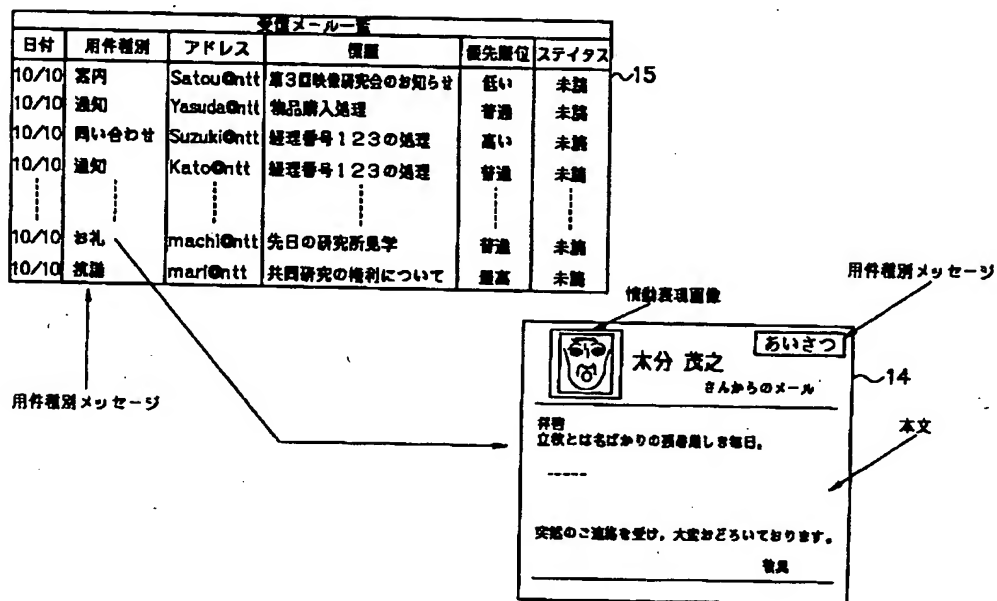 受信メール一覧
日付 用件種別 アドレス 標題 優先順位 ステイタス
10/10 案内 Satou@ntt 第3回映像研究会のお知らせ 低い 未読
10/10 通知 Yasuda@ntt 物品購入処理 普通 未読
10/10 問い合わせ Suzuki@ntt 経理番号123の処理 高い 未読
10/10 通知 Kato@ntt 経理番号123の処理 普通 未読
10/10 お礼 machi@ntt 先日の研究所見学 普通 未読
10/10 抗議 mari@ntt 共同研究の権利について 最高 未読
15
用件種別メッセージ
情動表現画像
用件種別メッセージ
あいさつ
木分 茂之
さんからのメール
14
拝啓
立秋とは名ばかりの残暑厳しき毎日。
本文
突然のご連絡を受け,大変おどろいております。
敬具